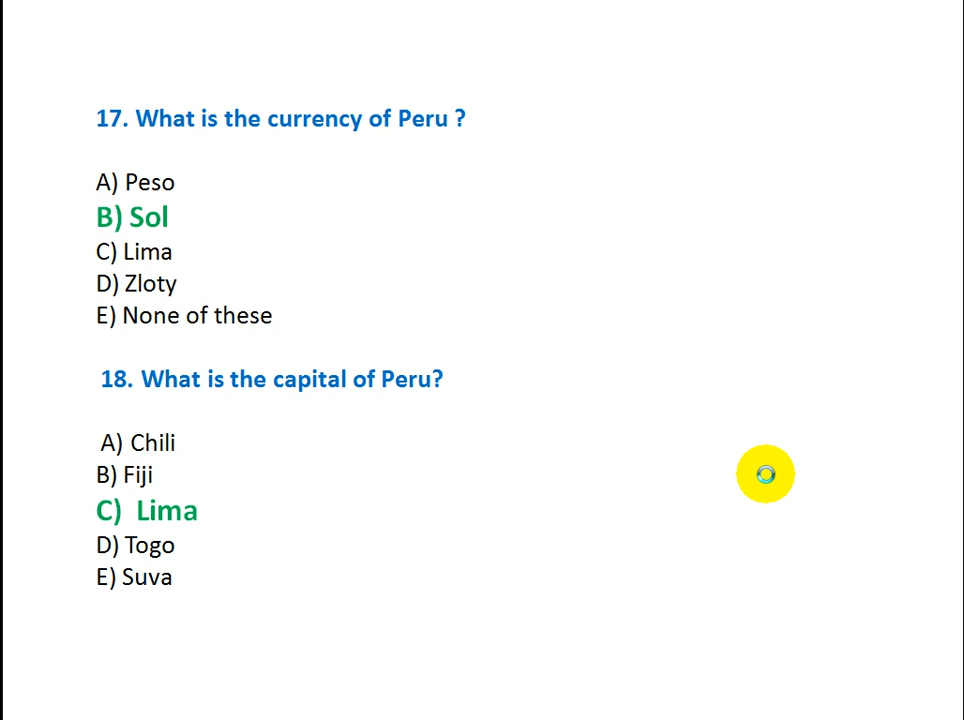 17. What is the currency of Peru ?
A) Peso
B) Sol
C) Lima
D) Zloty
E) None of these
18. What is the capital of Peru?
A) Chili
B) Fiji
C) Lima
D) Togo
E) Suva